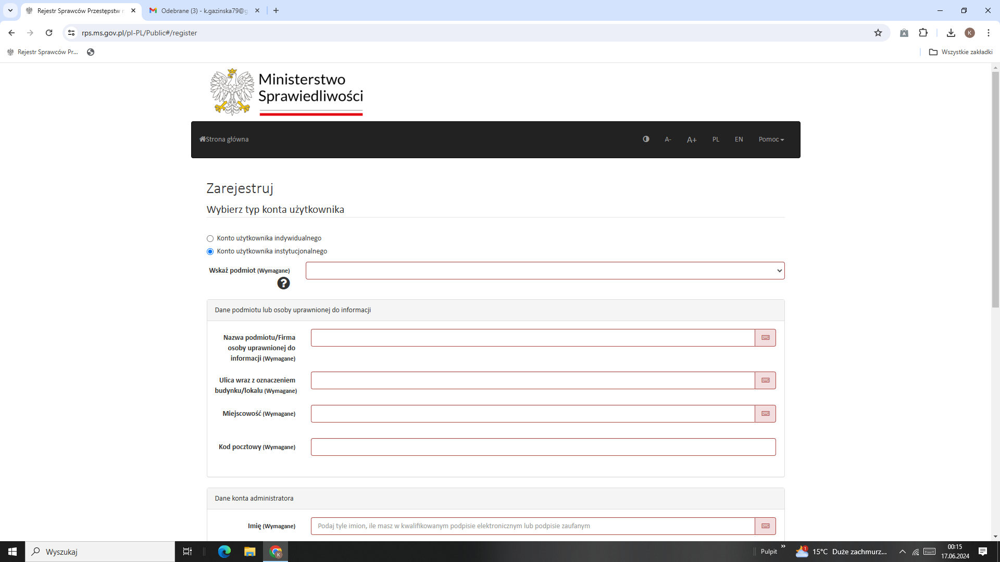 Rejestr Sprawców Przestępstw
Odebrane (3) - k.gazinska79@g
rps.ms.gov.pl/pl-PL/Public#/register
K
Rejestr Sprawców Pr...
Wszystkie zakładki
Ministerstwo
Sprawiedliwości
Strona główna
A-
A+
PL
EN
Pomoc
Zarejestruj
Wybierz typ konta użytkownika
Konto użytkownika indywidualnego
Konto użytkownika instytucjonalnego
Wskaż podmiot (Wymagane)
?
Dane podmiotu lub osoby uprawnionej do informacji
Nazwa podmiotu/Firma
osoby uprawnionej do
informacji (Wymagane)
Ulica wraz z oznaczeniem
budynku/lokalu (Wymagane)
Miejscowość (Wymagane)
Kod pocztowy (Wymagane)
Dane konta administratora
Imię (Wymagane)
Podaj tyle imion, ile masz w kwalifikowanym podpisie elektronicznym lub podpisie zaufanym
Wyszukaj
K
Pulpit
1
15°C Duże zachmurz...
00:15
17.06.2024